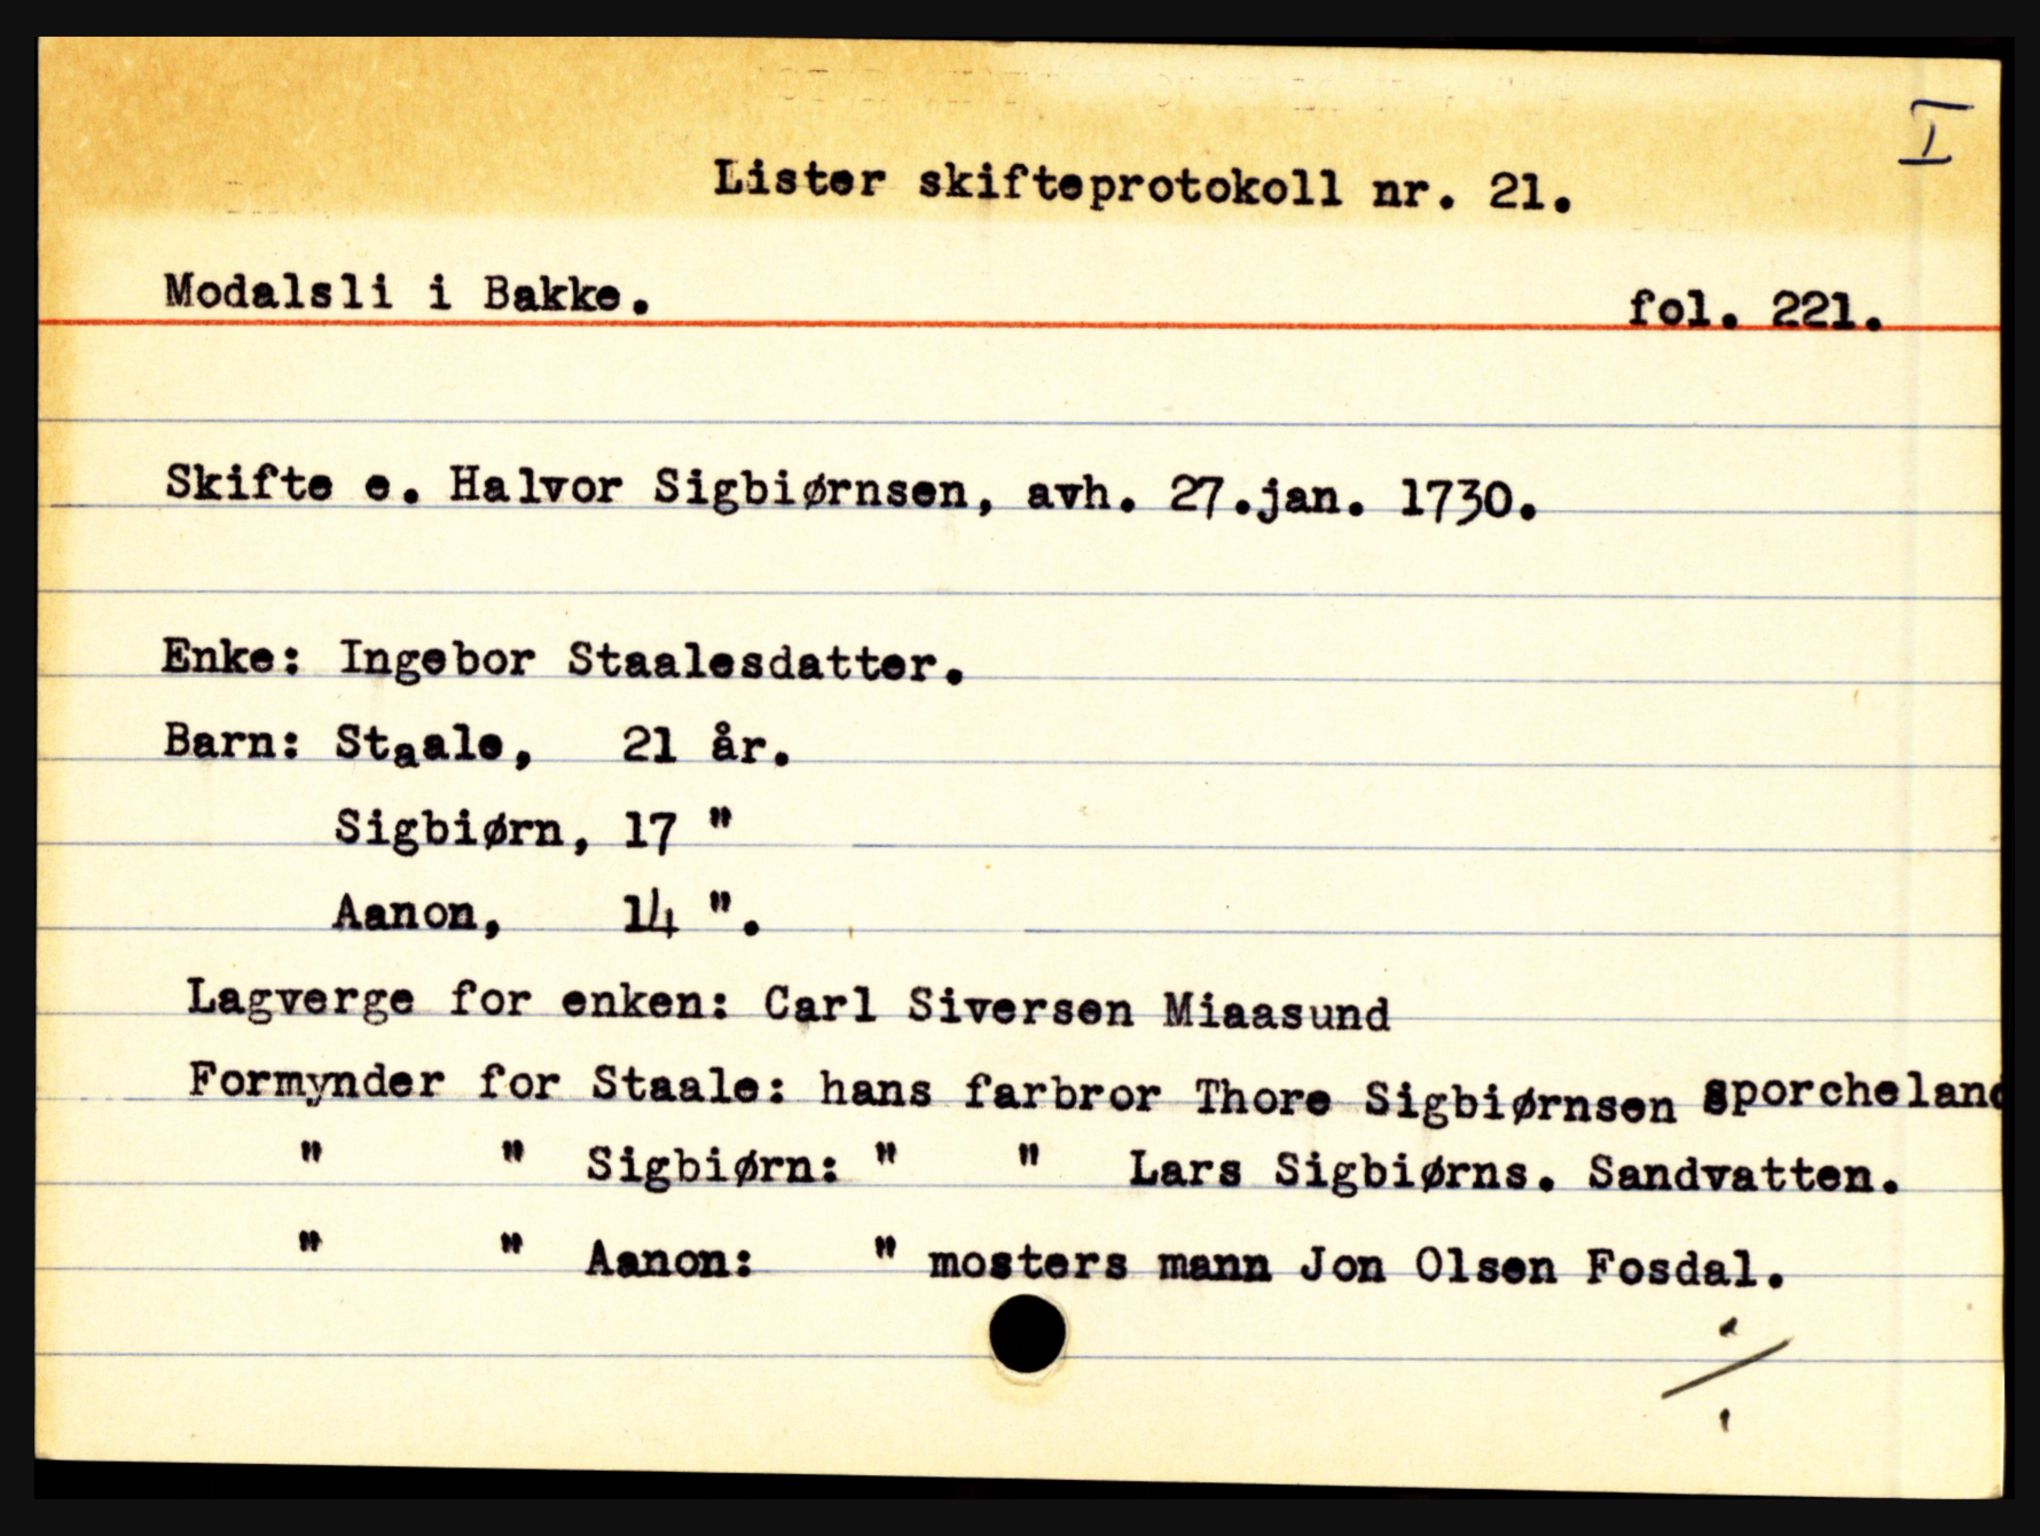 I
Lister skifteprotokoll nr. 21.
Modalsli i Bakke. fol. 221.
Skifte e. Halvor Sigbiørnsen, avh. 27.jan. 1730.
Enke: Ingebor Staalesdatter.
Barn: Staale, 21 år.
Sigbiørn, 17 "
Aanon, 14 ".
Lagverge for enken: Carl Siversen Miaasund
Formynder for Staale: hans farbror Thore Sigbiørnsen sporcheland
" " Sigbiørn: " " Lars Sigbiørns. Sandvatten.
" " Aanon: " mosters mann Jon Olsen Fosdal.